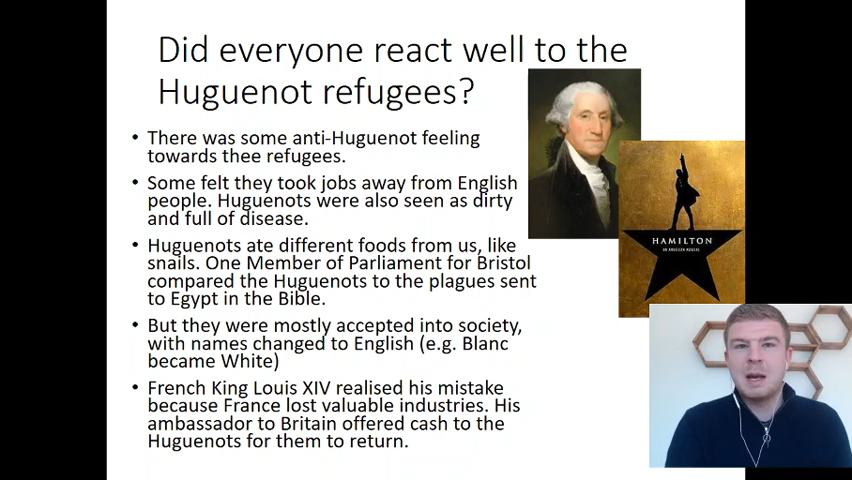 Did everyone react well to the
Huguenot refugees?
• There was some anti-Huguenot feeling
towards thee refugees.
• Some felt they took jobs away from English
people. Huguenots were also seen as dirty
and full of disease.
• Huguenots ate different foods from us, like
snails. One Member of Parliament for Bristol
compared the Huguenots to the plagues sent
to Egypt in the Bible.
• But they were mostly accepted into society,
with names changed to English (e.g. Blanc
became White)
• French King Louis XIV realised his mistake
because France lost valuable industries. His
ambassador to Britain offered cash to the
Huguenots for them to return.
HAMILTON
AN AMERICAN MUSICAL